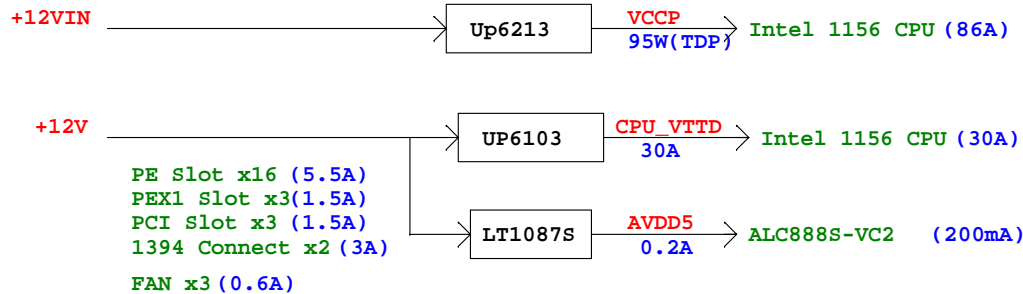 +12VIN Up6213 VCCP Intel 1156 CPU (86A)
95W(TDP)
+12V UP6103 CPU_VTTD Intel 1156 CPU (30A)
30A
PE Slot x16 (5.5A)
PEX1 Slot x3(1.5A)
PCI Slot x3 (1.5A) LT1087S AVDD5 ALC888S-VC2 (200mA)
1394 Connect x2 (3A) 0.2A
FAN x3(0.6A)